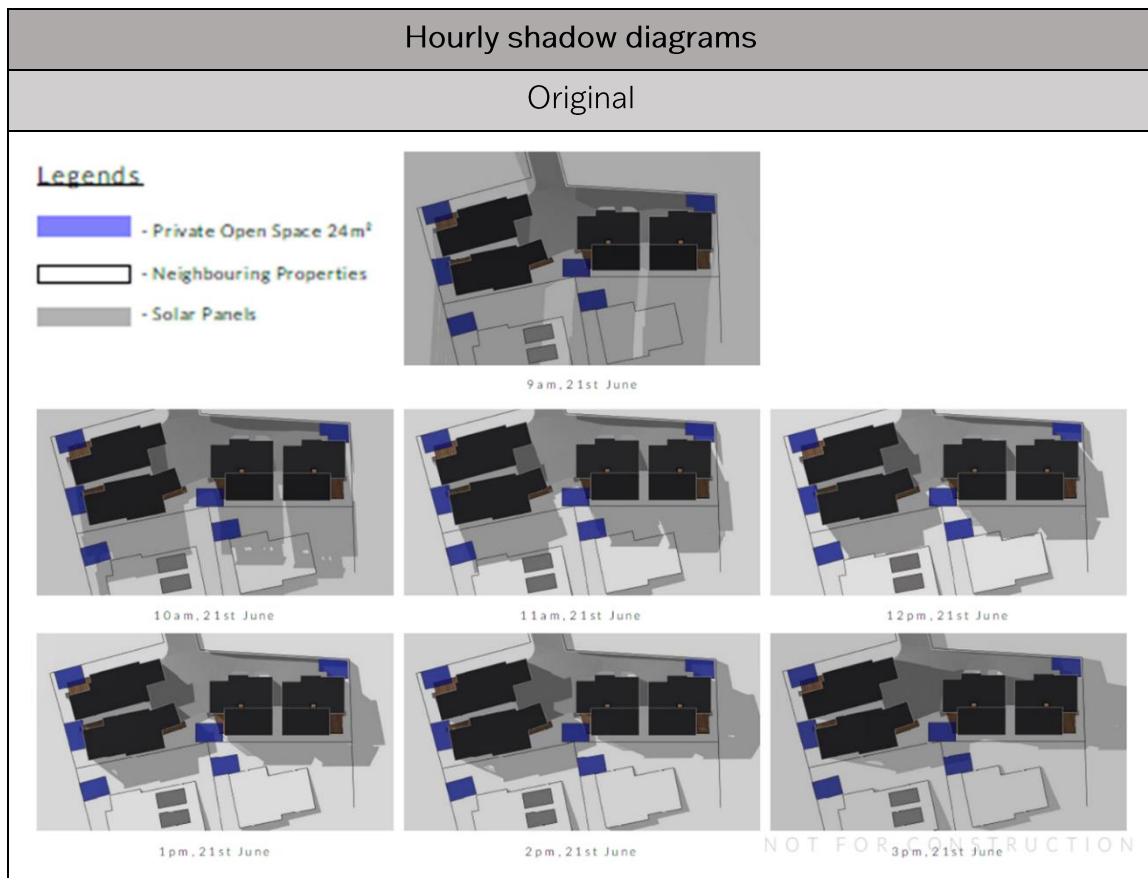 Hourly shadow diagrams
Original
Legends
- Private Open Space 24m²
- Neighbouring Properties
- Solar Panels
9am, 21st June
10am, 21st June
11am, 21st June
12pm, 21st June
1pm, 21st June
2pm, 21st June
3pm, 21st June
NOT FOR CONSTRUCTION